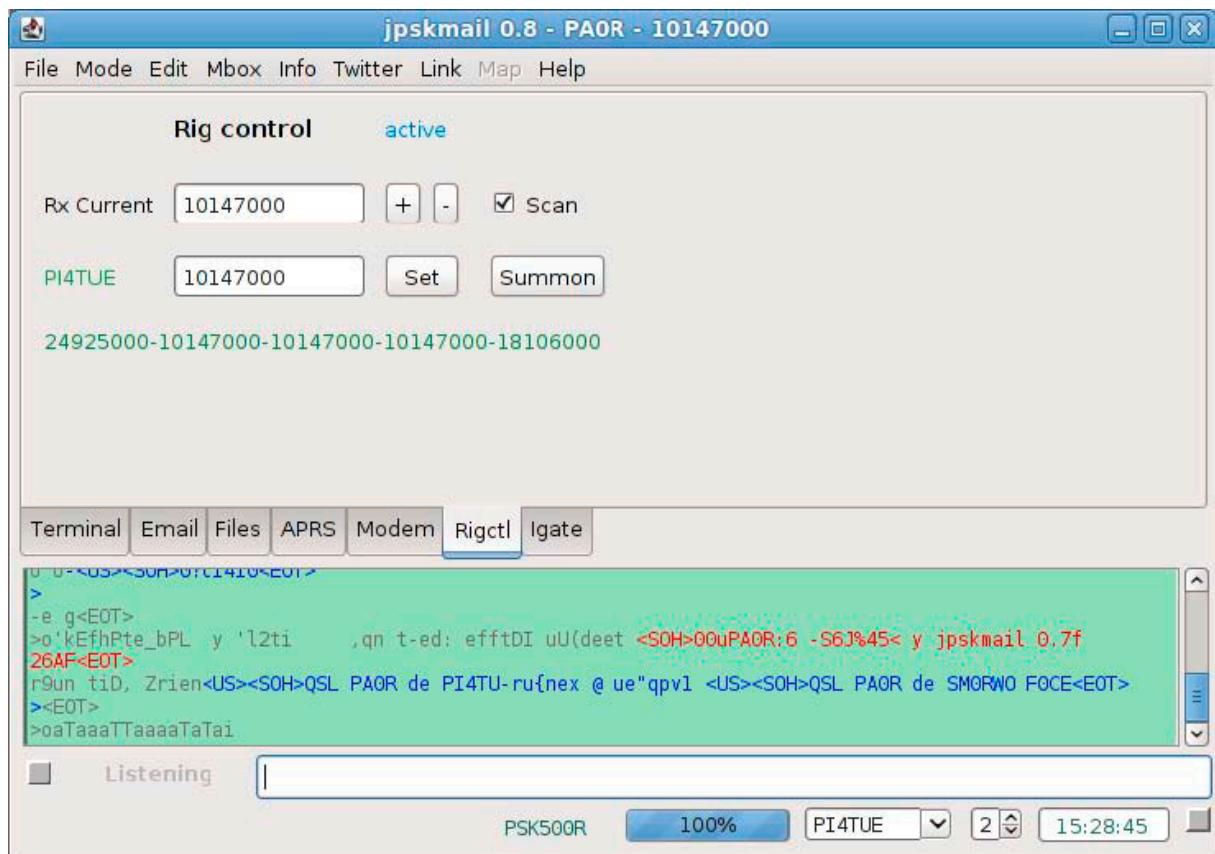 jpskmail 0.8 - PA0R - 10147000
File Mode Edit Mbox Info Twitter Link Map Help
Rig control active
Rx Current 10147000 + - Scan
PI4TUE 10147000 Set Summon
24925000-10147000-10147000-10147000-18106000
Terminal Email Files APRS Modem Rigctl Igate
>
-e g<EOT>
>o'kEfhPte_bPL y 'l2ti ,qn t-ed: efftDI uU(deet <SOH>00uPA0R:6 -S6J%45< y jpskmail 0.7f
26AF<EOT>
r9un tiD, Zrien<US><SOH>QSL PA0R de PI4TU-ru{nex @ ue"qpvl <US><SOH>QSL PA0R de SM0RWO F0CE<EOT>
><EOT>
>oaTaaaTTaaaaTaTai
Listening
PSK500R 100% PI4TUE 2 15:28:45